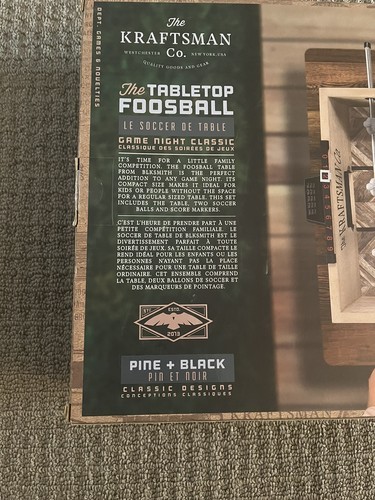 DEPT. GAMES & NOVELTIES
The
KRAFTSMAN
WESTCHESTER Co. NEW YORK, USA
QUALITY GOODS AND GEAR
The TABLETOP
FOOSBALL
LE SOCCER DE TABLE
GAME NIGHT CLASSIC
CLASSIQUE DES SOIRÉES DE JEUX
IT'S TIME FOR A LITTLE FAMILY
COMPETITION. THE FOOSBALL TABLE
FROM BLKSMITH IS THE PERFECT
ADDITION TO ANY GAME NIGHT. ITS
COMPACT SIZE MAKES IT IDEAL FOR
KIDS OR PEOPLE WITHOUT THE SPACE
FOR A REGULAR SIZED TABLE. THIS SET
INCLUDES: THE TABLE, TWO SOCCER
BALLS AND SCORE MARKERS.
C'EST L'HEURE DE PRENDRE PART À UNE
PETITE COMPÉTITION FAMILIALE. LE
SOCCER DE TABLE DE BLKSMITH EST LE
DIVERTISSEMENT PARFAIT À TOUTE
SOIRÉE DE JEUX. SA TAILLE COMPACTE LE
REND IDÉAL POUR LES ENFANTS OU LES
PERSONNES N'AYANT PAS LA PLACE
NÉCESSAIRE POUR UNE TABLE DE TAILLE
ORDINAIRE. CET ENSEMBLE COMPREND
LA TABLE, DEUX BALLONS DE SOCCER ET
DES MARQUEURS DE POINTAGE.
NY ESTD.
2013
PINE + BLACK
PIN ET NOIR
CLASSIC DESIGNS
CONCEPTIONS CLASSIQUES
KRAFTSMAN Co.
KRAFTSMAN